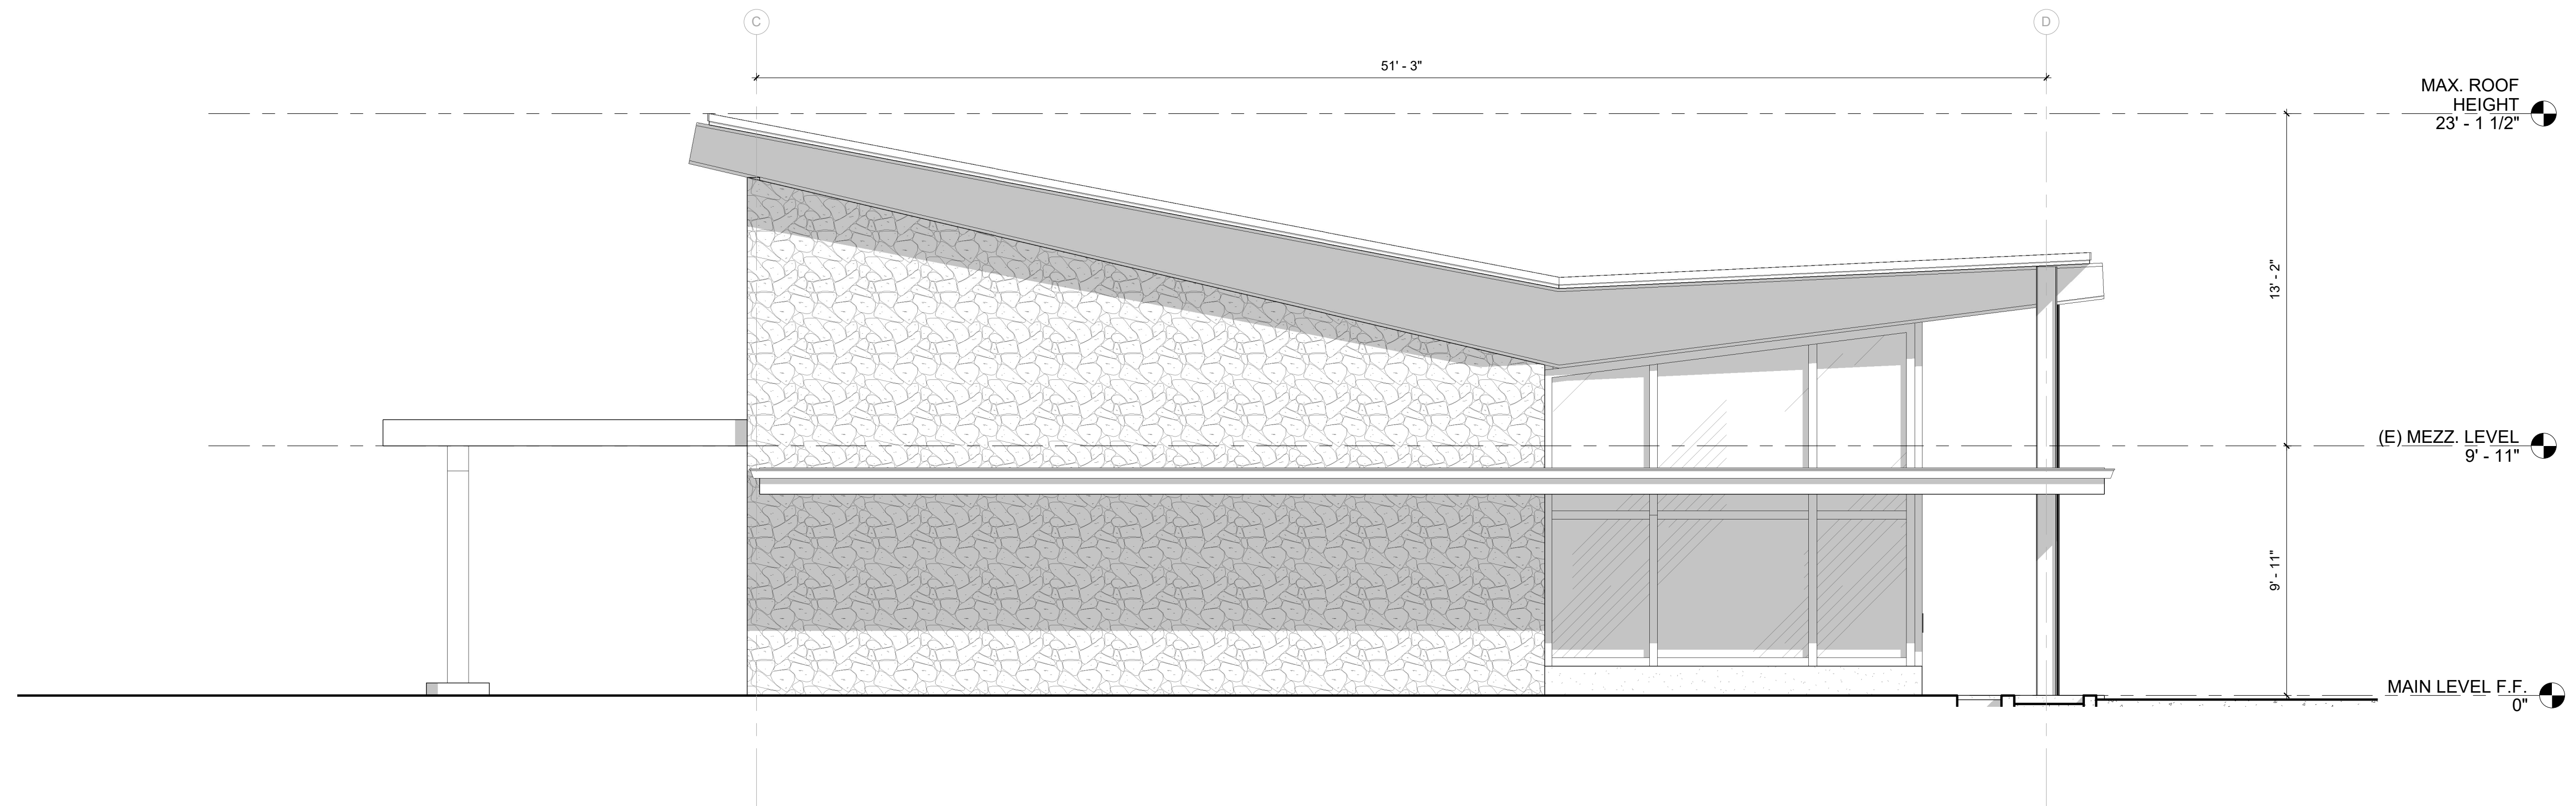 C
D
51' - 3"
MAX. ROOF
HEIGHT
23' - 1 1/2"
13' - 2"
(E) MEZZ. LEVEL
9' - 11"
9' - 11"
MAIN LEVEL F.F.
0"